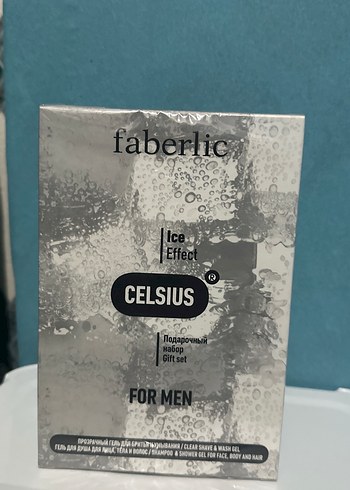 faberlic
Ice
Effect
CELSIUS ®
Подарочный
набор
Gift set
FOR MEN
ПРОЗРАЧНЫЙ ГЕЛЬ ДЛЯ БРИТЬЯ И УМЫВАНИЯ / CLEAR SHAVE & WASH GEL
ГЕЛЬ ДЛЯ ДУША ДЛЯ ЛИЦА, ТЕЛА И ВОЛОС / SHAMPOO & SHOWER GEL FOR FACE, BODY AND HAIR